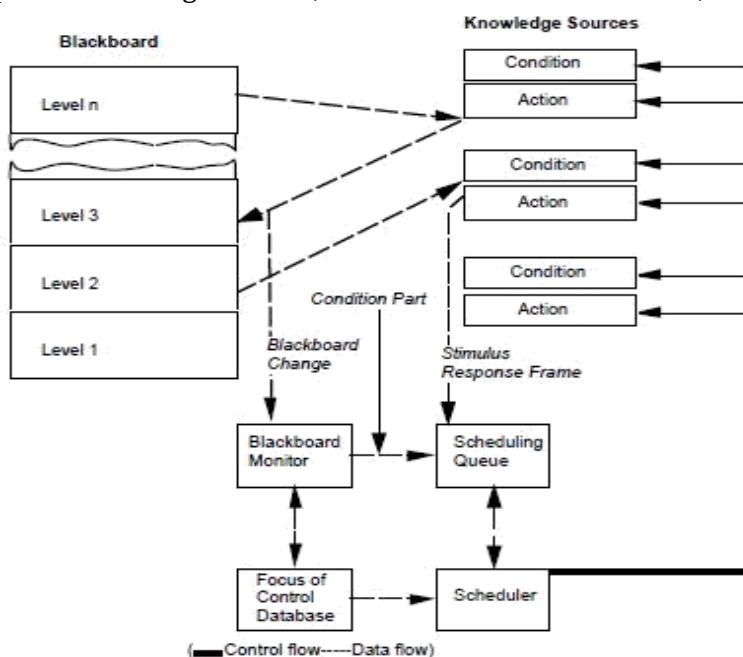 Knowledge Sources
Blackboard
Condition
Action
Level n
Condition
Action
Level 3
Condition
Level 2
Condition Part
Action
Level 1
Blackboard
Change
Stimulus
Response Frame
Blackboard
Monitor
Scheduling
Queue
Focus of
Control
Database
Scheduler
(▬Control flow-----Data flow)